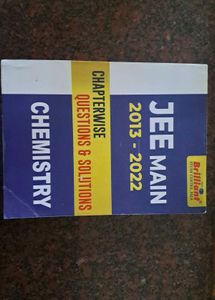 Brilliant
JEE MAIN
2013 - 2022
CHAPTERWISE
QUESTIONS & SOLUTIONS
CHEMISTRY